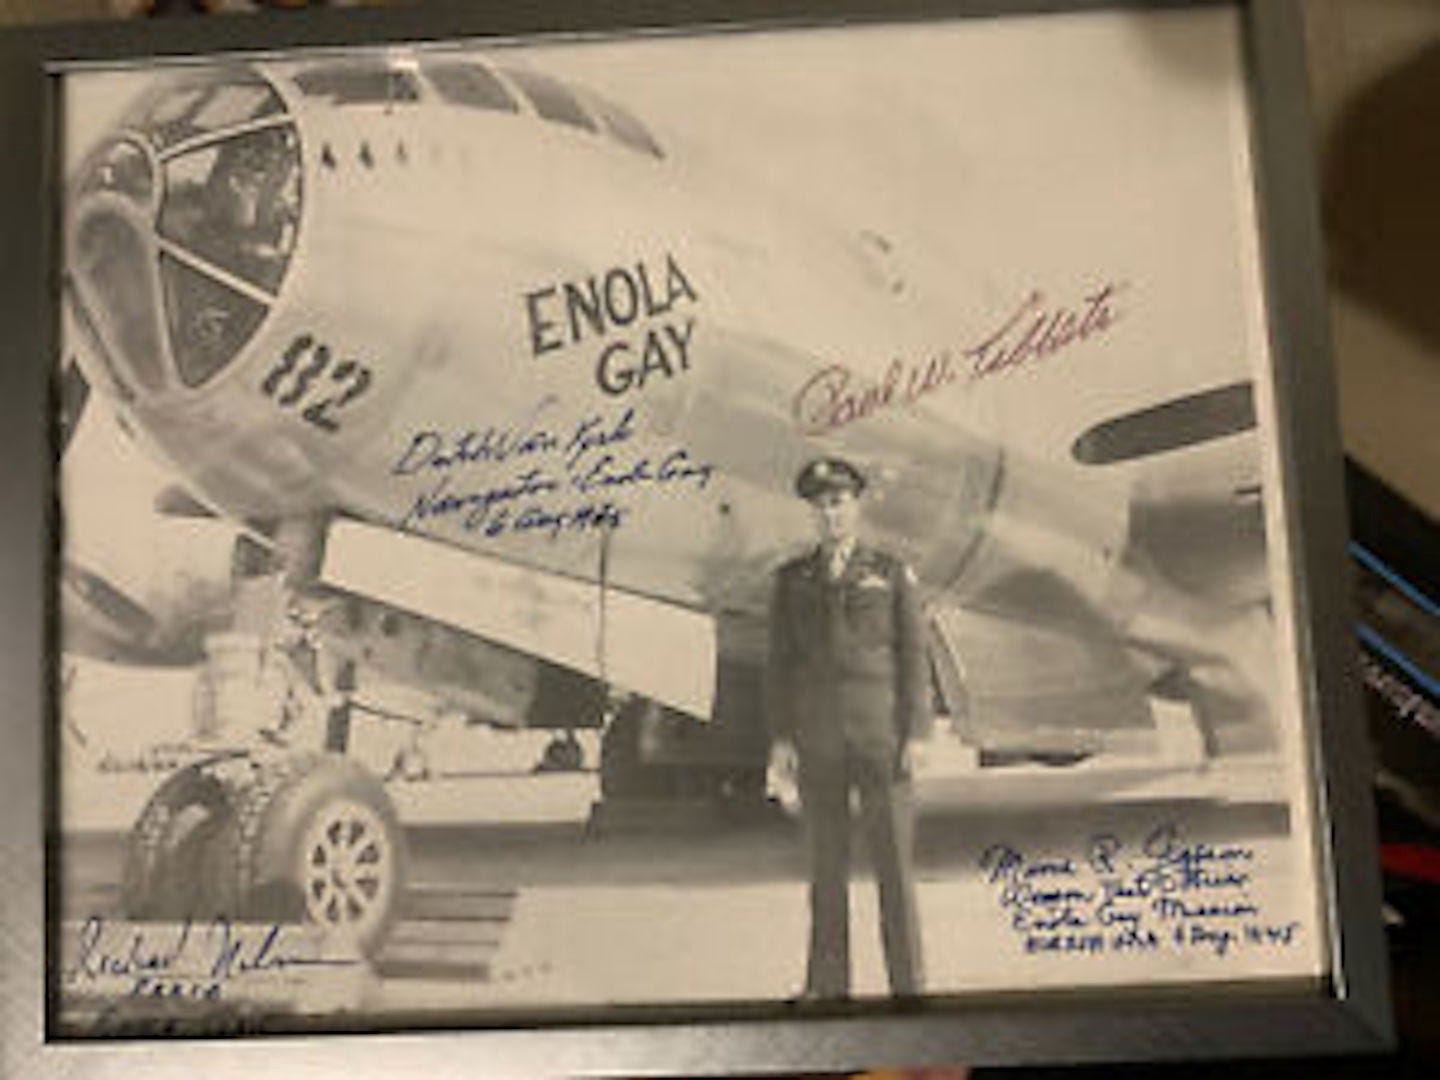 ENOLA
GAY
82
Paul W. Tibbets
Dutch Van Kirk
Navigator Enola Gay
6 Aug 1945
Morris R. Jeppson
Weapon Test Officer
Enola Gay Mission
HIROSHIMA 6 Aug. 1945
Richard Nelson
RADIO